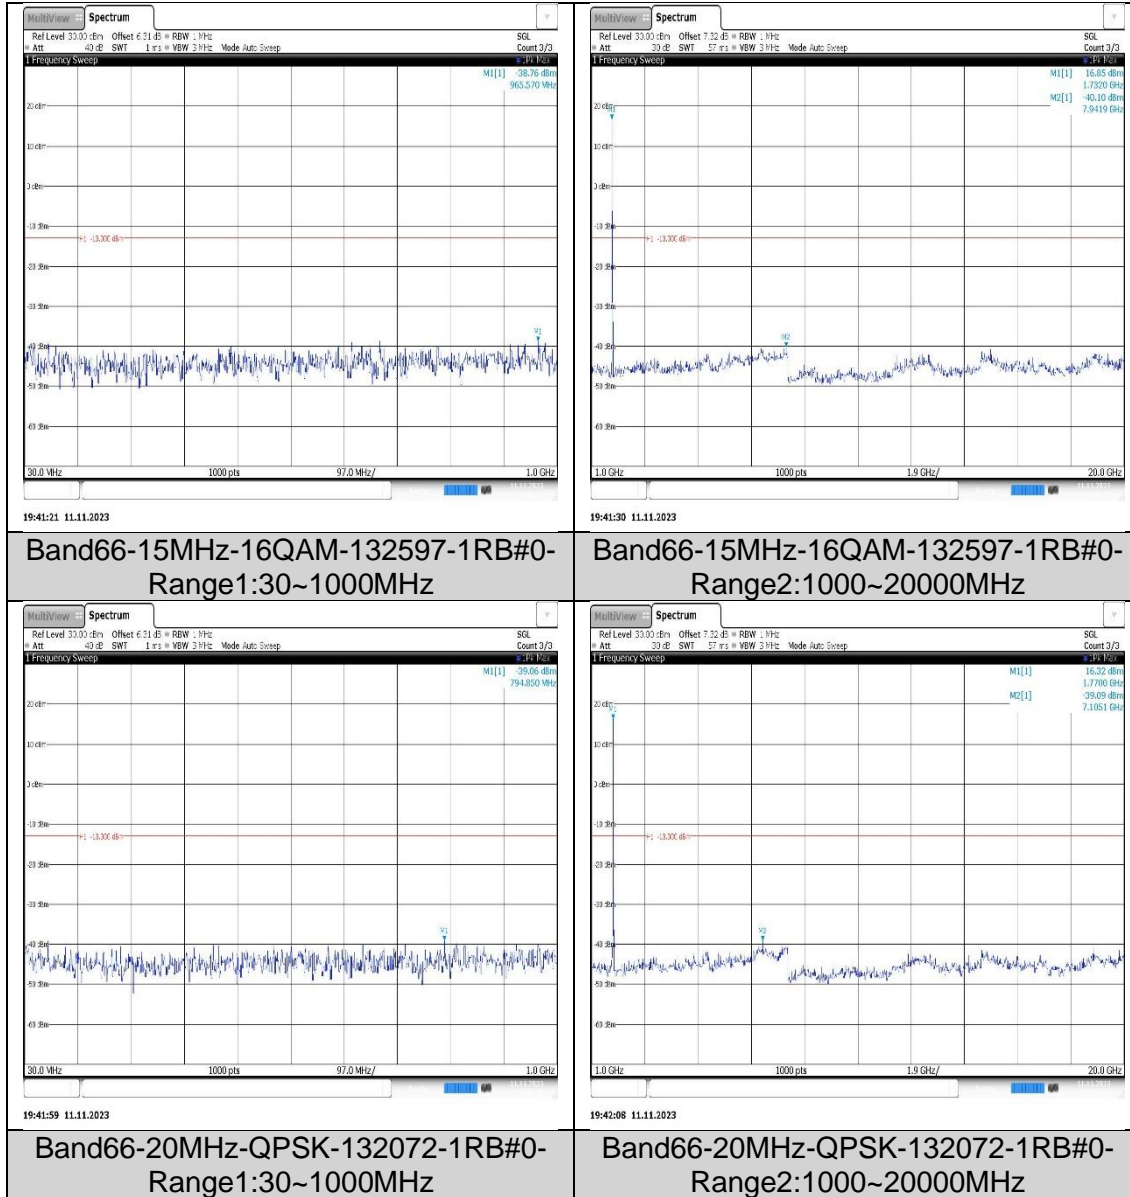 MultiView Spectrum
Ref Level 30.00 dBm Offset 6.31 dB RBW 1 MHz SGL
Att 40 dB SWT 1 ms VBW 3 MHz Mode Auto Sweep Count 3/3
1 Frequency Sweep 1Pk Max
M1[1] -38.76 dBm
965.570 MHz
20 dBm
10 dBm
0 dBm
-10 dBm
H1 -13.000 dBm
-20 dBm
-30 dBm
M1
-40 dBm
-50 dBm
-60 dBm
30.0 MHz 1000 pts 97.0 MHz/ 1.0 GHz
19:41:21 11.11.2023
Band66-15MHz-16QAM-132597-1RB#0-
Range1:30~1000MHz
MultiView Spectrum
Ref Level 30.00 dBm Offset 7.32 dB RBW 1 MHz SGL
Att 30 dB SWT 57 ms VBW 3 MHz Mode Auto Sweep Count 3/3
1 Frequency Sweep 1Pk Max
M1[1] 16.85 dBm
1.7320 GHz
M2[1] -40.10 dBm
7.9419 GHz
20 dBm
M1
10 dBm
0 dBm
-10 dBm
H1 -13.000 dBm
-20 dBm
-30 dBm
M2
-40 dBm
-50 dBm
-60 dBm
1.0 GHz 1000 pts 1.9 GHz/ 20.0 GHz
19:41:30 11.11.2023
Band66-15MHz-16QAM-132597-1RB#0-
Range2:1000~20000MHz
MultiView Spectrum
Ref Level 30.00 dBm Offset 6.31 dB RBW 1 MHz SGL
Att 40 dB SWT 1 ms VBW 3 MHz Mode Auto Sweep Count 3/3
1 Frequency Sweep 1Pk Max
M1[1] -39.06 dBm
794.850 MHz
20 dBm
10 dBm
0 dBm
-10 dBm
H1 -13.000 dBm
-20 dBm
-30 dBm
M1
-40 dBm
-50 dBm
-60 dBm
30.0 MHz 1000 pts 97.0 MHz/ 1.0 GHz
19:41:59 11.11.2023
Band66-20MHz-QPSK-132072-1RB#0-
Range1:30~1000MHz
MultiView Spectrum
Ref Level 30.00 dBm Offset 7.32 dB RBW 1 MHz SGL
Att 30 dB SWT 57 ms VBW 3 MHz Mode Auto Sweep Count 3/3
1 Frequency Sweep 1Pk Max
M1[1] 16.32 dBm
1.7700 GHz
M2[1] -39.09 dBm
7.1051 GHz
20 dBm
M1
10 dBm
0 dBm
-10 dBm
H1 -13.000 dBm
-20 dBm
-30 dBm
M2
-40 dBm
-50 dBm
-60 dBm
1.0 GHz 1000 pts 1.9 GHz/ 20.0 GHz
19:42:08 11.11.2023
Band66-20MHz-QPSK-132072-1RB#0-
Range2:1000~20000MHz